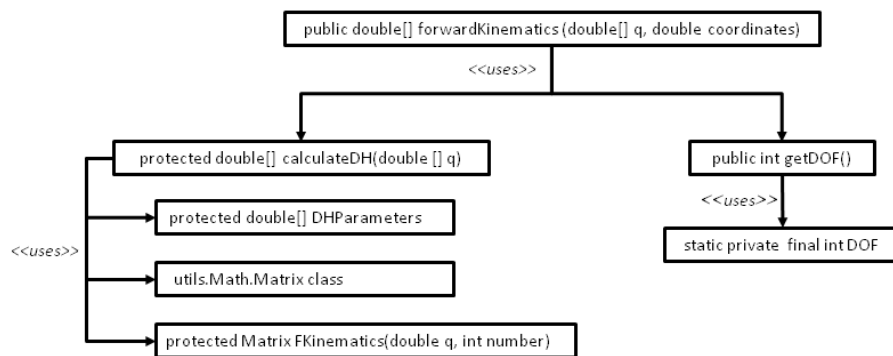 public double[] forwardKinematics (double[] q, double coordinates)
<<uses>>
protected double[] calculateDH(double [] q)
public int getDOF()
<<uses>>
protected double[] DHParameters
<<uses>>
static private final int DOF
utils.Math.Matrix class
protected Matrix FKinematics(double q, int number)